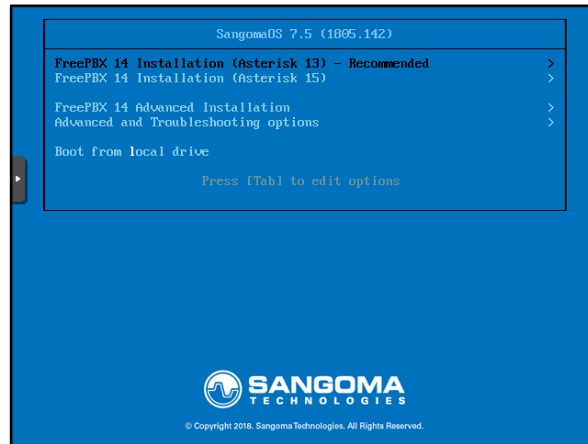 SangomaOS 7.5 (1805.142)
FreePBX 14 Installation (Asterisk 13) - Recommended >
FreePBX 14 Installation (Asterisk 15) >
FreePBX 14 Advanced Installation >
Advanced and Troubleshooting options >
Boot from local drive
Press [Tab] to edit options
SANGOMA
TECHNOLOGIES
© Copyright 2018. Sangoma Technologies. All Rights Reserved.